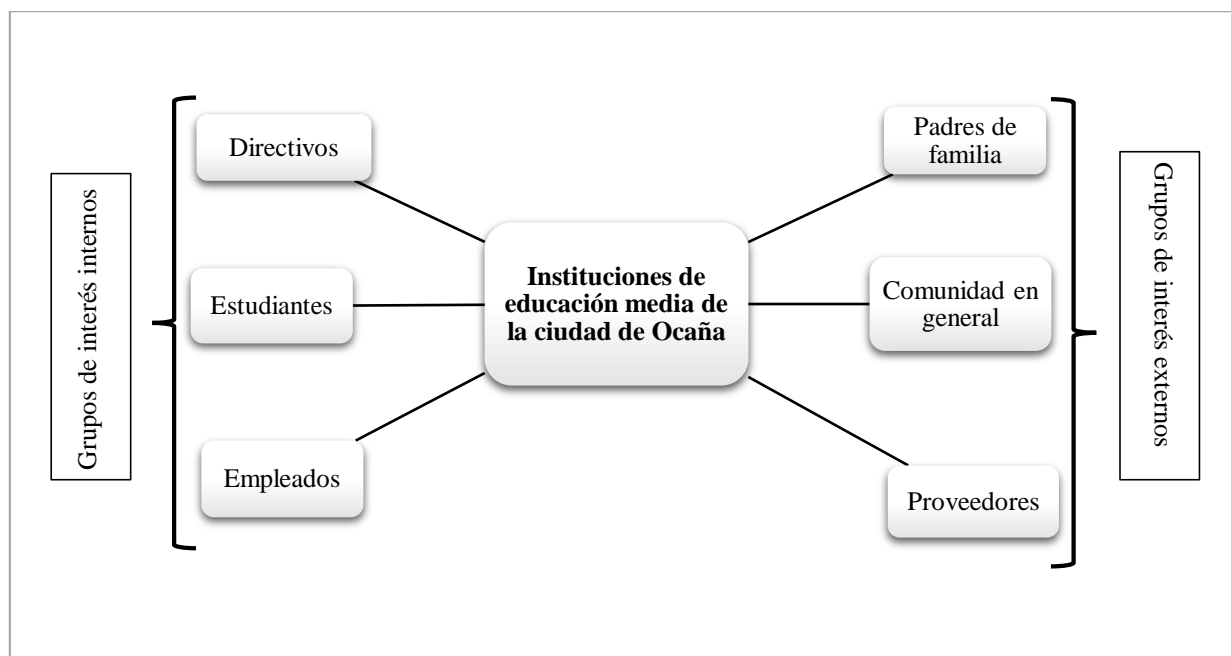 Grupos de interés internos
Directivos
Estudiantes
Empleados
Instituciones de
educación media de
la ciudad de Ocaña
Padres de
familia
Comunidad en
general
Proveedores
Grupos de interés externos